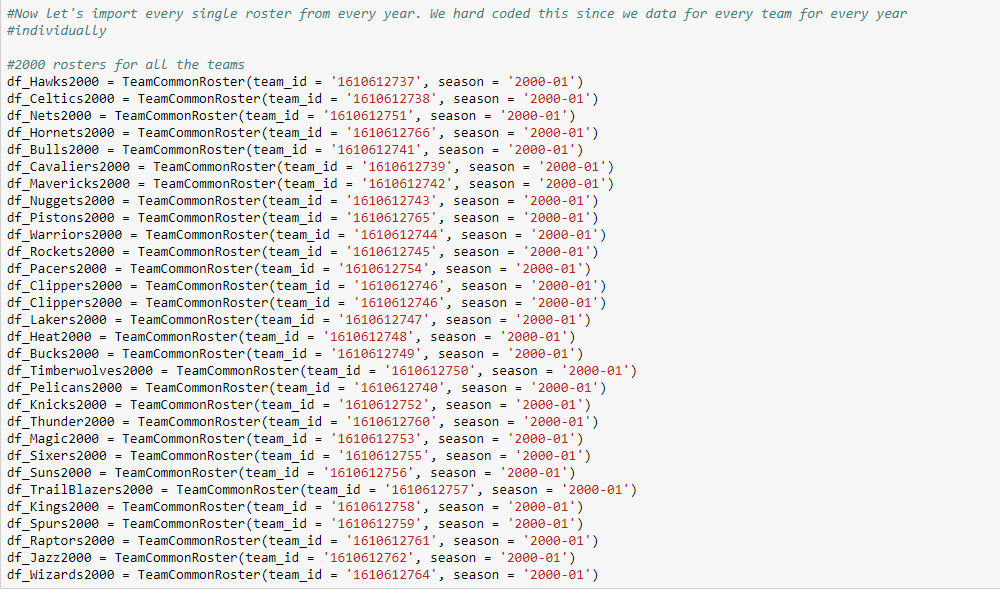 #Now let's import every single roster from every year. We hard coded this since we data for every team for every year
#individually
#2000 rosters for all the teams
df_Hawks2000 = TeamCommonRoster(team_id = '1610612737', season = '2000-01')
df_Celtics2000 = TeamCommonRoster(team_id = '1610612738', season = '2000-01')
df_Nets2000 = TeamCommonRoster(team_id = '1610612751', season = '2000-01')
df_Hornets2000 = TeamCommonRoster(team_id = '1610612766', season = '2000-01')
df_Bulls2000 = TeamCommonRoster(team_id = '1610612741', season = '2000-01')
df_Cavaliers2000 = TeamCommonRoster(team_id = '1610612739', season = '2000-01')
df_Mavericks2000 = TeamCommonRoster(team_id = '1610612742', season = '2000-01')
df_Nuggets2000 = TeamCommonRoster(team_id = '1610612743', season = '2000-01')
df_Pistons2000 = TeamCommonRoster(team_id = '1610612765', season = '2000-01')
df_Warriors2000 = TeamCommonRoster(team_id = '1610612744', season = '2000-01')
df_Rockets2000 = TeamCommonRoster(team_id = '1610612745', season = '2000-01')
df_Pacers2000 = TeamCommonRoster(team_id = '1610612754', season = '2000-01')
df_Clippers2000 = TeamCommonRoster(team_id = '1610612746', season = '2000-01')
df_Clippers2000 = TeamCommonRoster(team_id = '1610612746', season = '2000-01')
df_Lakers2000 = TeamCommonRoster(team_id = '1610612747', season = '2000-01')
df_Heat2000 = TeamCommonRoster(team_id = '1610612748', season = '2000-01')
df_Bucks2000 = TeamCommonRoster(team_id = '1610612749', season = '2000-01')
df_Timberwolves2000 = TeamCommonRoster(team_id = '1610612750', season = '2000-01')
df_Pelicans2000 = TeamCommonRoster(team_id = '1610612740', season = '2000-01')
df_Knicks2000 = TeamCommonRoster(team_id = '1610612752', season = '2000-01')
df_Thunder2000 = TeamCommonRoster(team_id = '1610612760', season = '2000-01')
df_Magic2000 = TeamCommonRoster(team_id = '1610612753', season = '2000-01')
df_Sixers2000 = TeamCommonRoster(team_id = '1610612755', season = '2000-01')
df_Suns2000 = TeamCommonRoster(team_id = '1610612756', season = '2000-01')
df_TrailBlazers2000 = TeamCommonRoster(team_id = '1610612757', season = '2000-01')
df_Kings2000 = TeamCommonRoster(team_id = '1610612758', season = '2000-01')
df_Spurs2000 = TeamCommonRoster(team_id = '1610612759', season = '2000-01')
df_Raptors2000 = TeamCommonRoster(team_id = '1610612761', season = '2000-01')
df_Jazz2000 = TeamCommonRoster(team_id = '1610612762', season = '2000-01')
df_Wizards2000 = TeamCommonRoster(team_id = '1610612764', season = '2000-01')